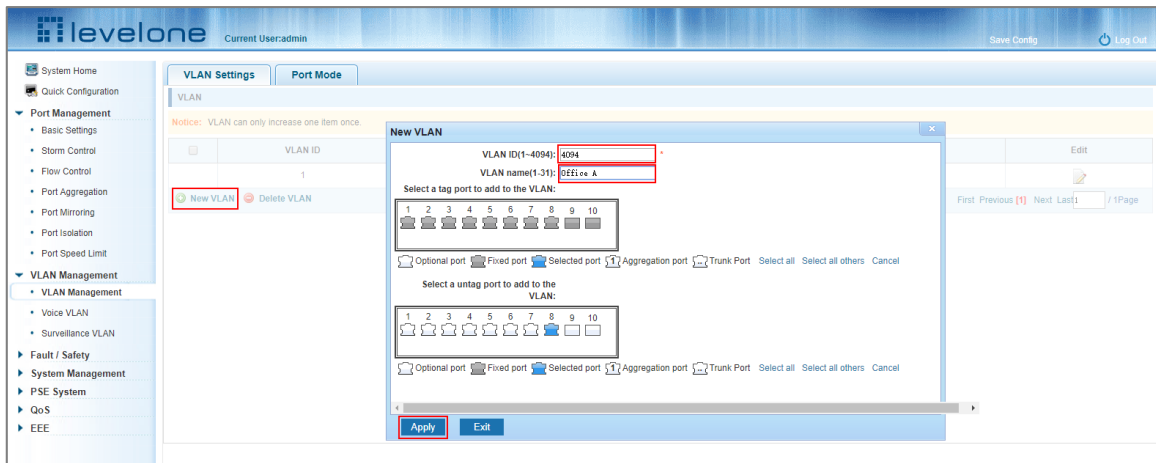 levelone
Current User:admin
Save Config
Log Out
System Home
Quick Configuration
Port Management
Basic Settings
Storm Control
Flow Control
Port Aggregation
Port Mirroring
Port Isolation
Port Speed Limit
VLAN Management
VLAN Management
Voice VLAN
Surveillance VLAN
Fault / Safety
System Management
PSE System
QoS
EEE
VLAN Settings
Port Mode
VLAN
Notice: VLAN can only increase one item once.
VLAN ID
Edit
1
New VLAN Delete VLAN
First Previous [1] Next Last 1 / 1Page
New VLAN
x
VLAN ID(1~4094): 4094 *
VLAN name(1-31): Office A
Select a tag port to add to the VLAN:
1 2 3 4 5 6 7 8 9 10
Optional port Fixed port Selected port 1 Aggregation port Trunk Port Select all Select all others Cancel
Select a untag port to add to the
VLAN:
1 2 3 4 5 6 7 8 9 10
Optional port Fixed port Selected port 1 Aggregation port Trunk Port Select all Select all others Cancel
Apply Exit